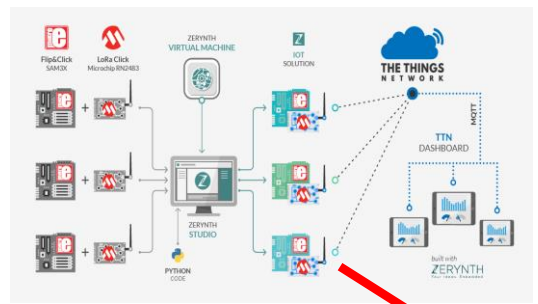 Flip&Click
SAM3X
LoRa Click
Microchip RN2483
ZERYNTH
VIRTUAL MACHINE
IOT
SOLUTION
THE THINGS
NETWORK
MQTT
TTN
DASHBOARD
ZERYNTH
STUDIO
PYTHON
CODE
built with
ZERYNTH